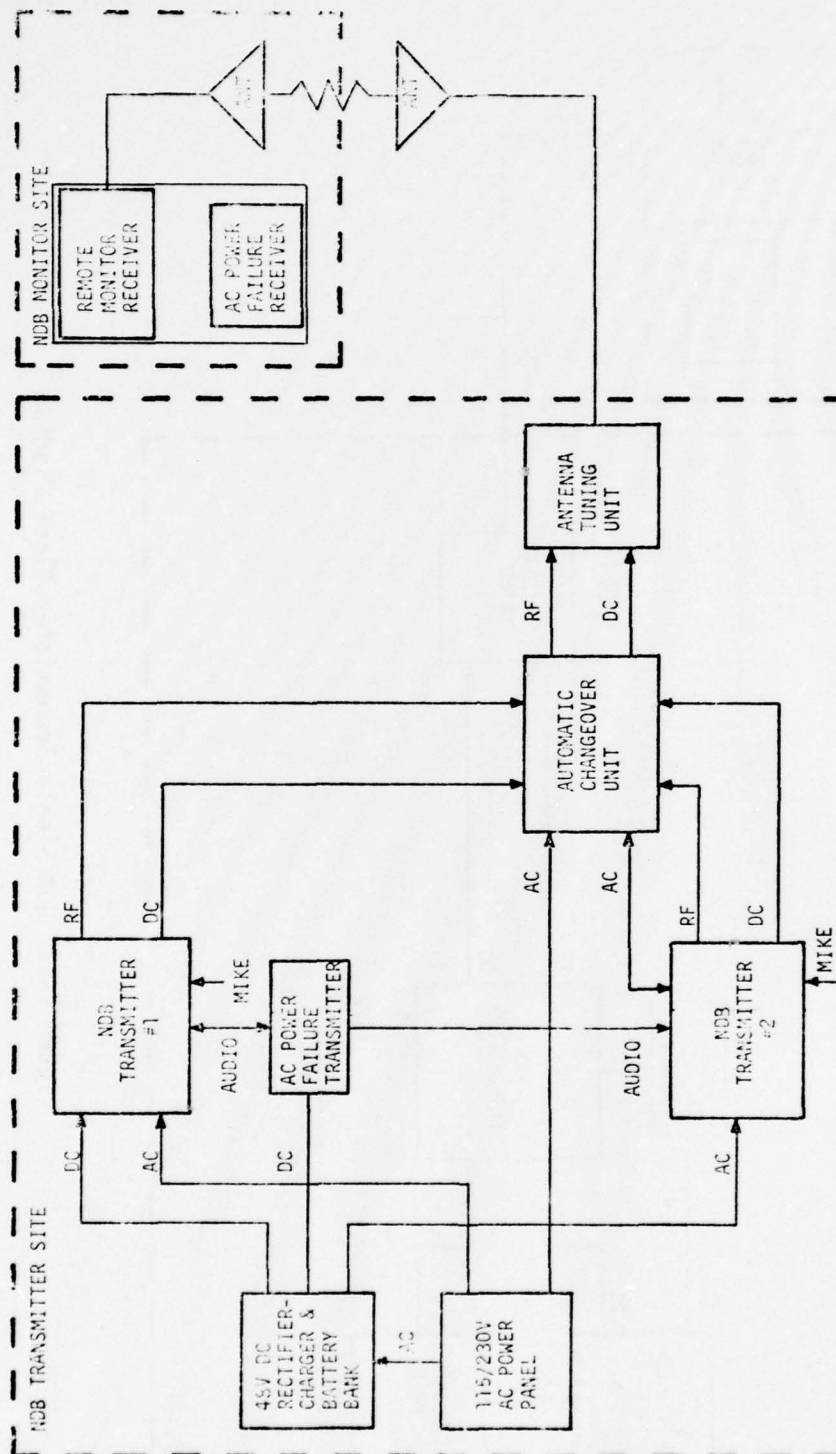 NDB TRANSMITTER SITE
NDB MONITOR SITE
REMOTE
MONITOR
RECEIVER
AC POWER
FAILURE
RECEIVER
ANT
ANT
NDB
TRANSMITTER
#1
RF
DC
MIKE
AUDIO
DC
AC
AC POWER
FAILURE
TRANSMITTER
DC
48V DC
RECTIFIER-
CHARGER &
BATTERY
BANK
AC
115/230V
AC POWER
PANEL
AC
AC
AUTOMATIC
CHANGEOVER
UNIT
RF
DC
ANTENNA
TUNING
UNIT
AUDIO
AC
NDB
TRANSMITTER
#2
RF
DC
MIKE